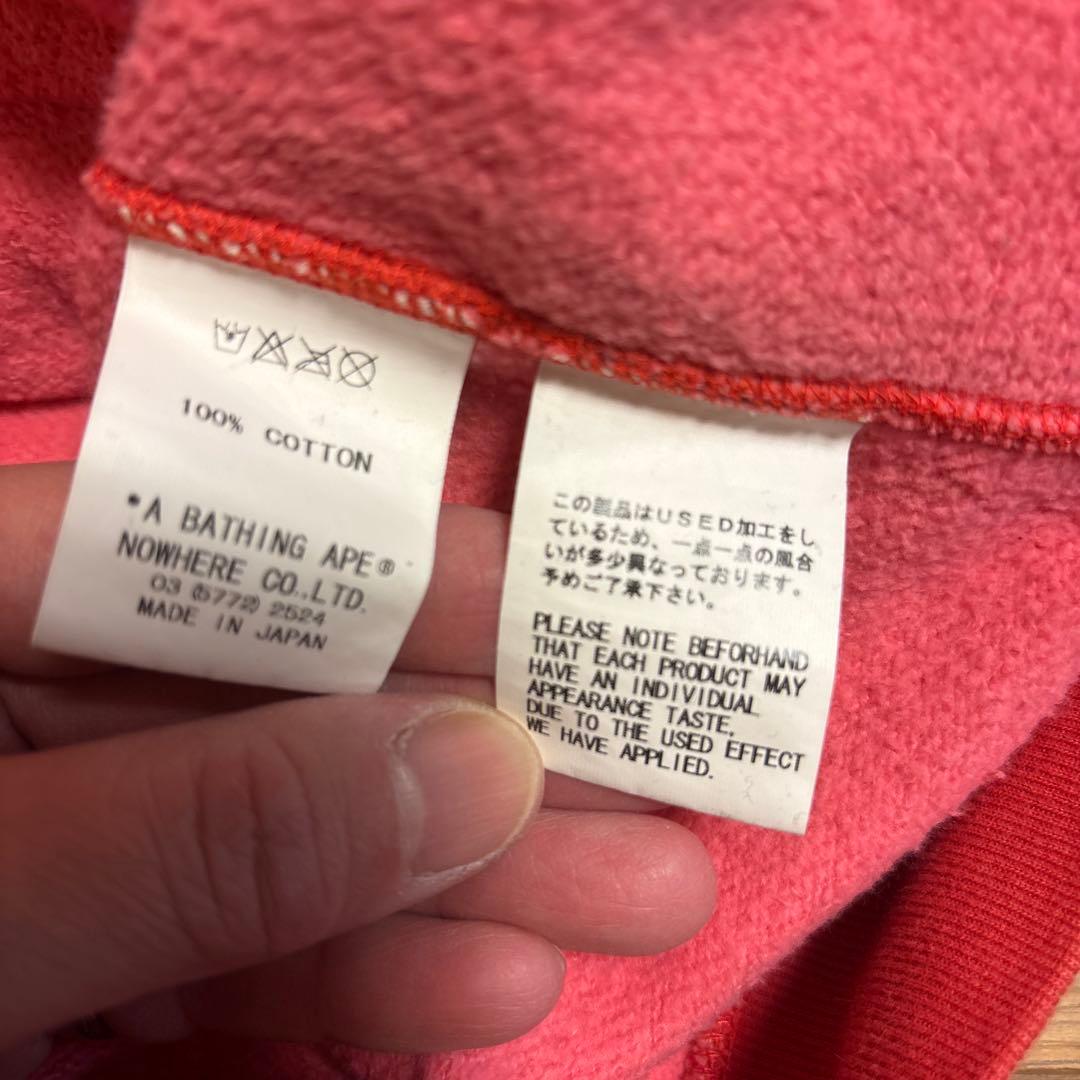 100% COTTON
*A BATHING APE®
NOWHERE CO.,LTD.
03 (5772) 2524
MADE IN JAPAN
この製品はUSED加工をし
ているため、一点一点の風合
いが多少異なっております。
予めご了承下さい。
PLEASE NOTE BEFORHAND
THAT EACH PRODUCT MAY
HAVE AN INDIVIDUAL
APPEARANCE TASTE,
DUE TO THE USED EFFECT
WE HAVE APPLIED.